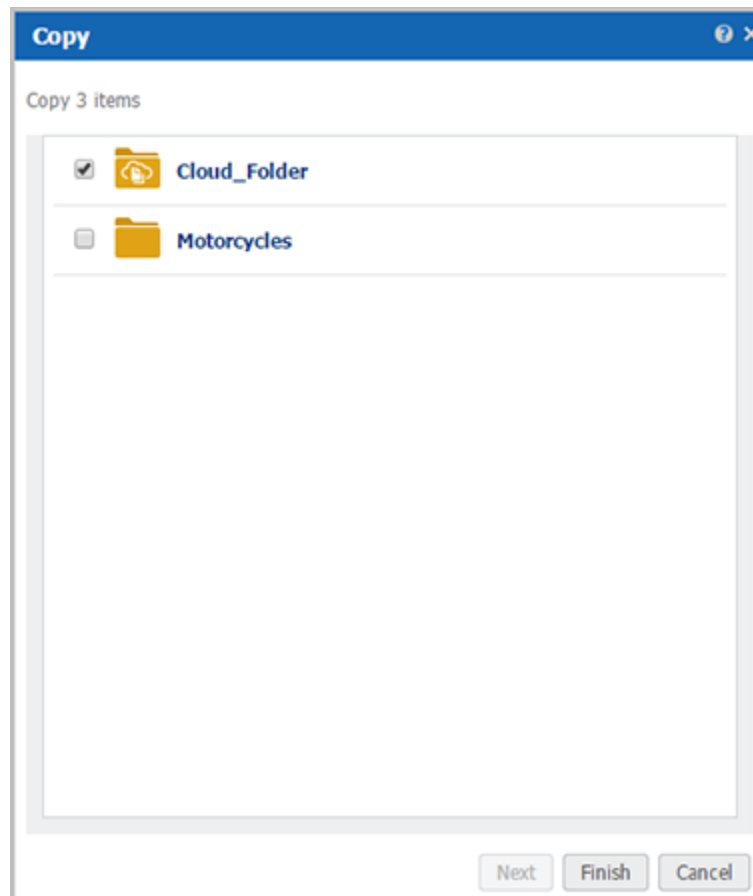 Copy
Copy 3 items
Cloud_Folder
Motorcycles
Next Finish Cancel